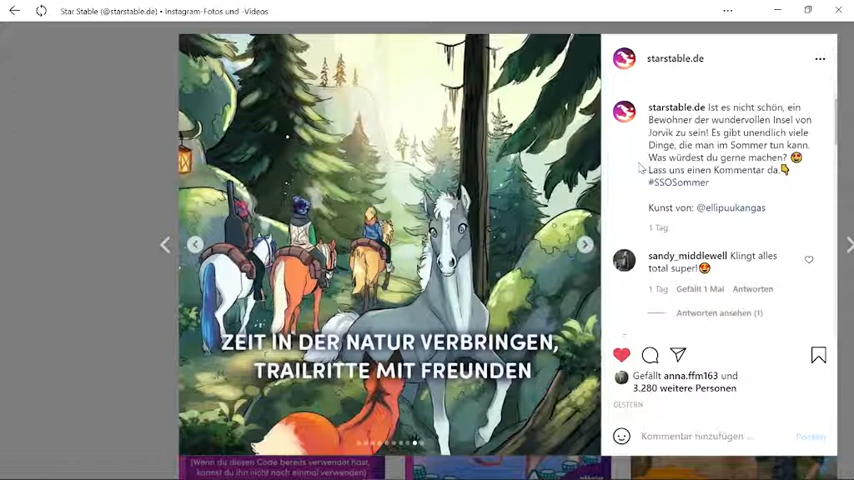 Star Stable (@starstable.de) • Instagram-Fotos und -Videos
starstable.de
starstable.de Ist es nicht schön, ein
Bewohner der wundervollen Insel von
Jorvik zu sein! Es gibt unendlich viele
Dinge, die man im Sommer tun kann.
Was würdest du gerne machen? 😍
Lass uns einen Kommentar da.👇
#SSOSommer
Kunst von: @ellipuukangas
1 Tag
sandy_middlewell Klingt alles
total super!😍
1 Tag Gefällt 1 Mal Antworten
Antworten ansehen (1)
ZEIT IN DER NATUR VERBRINGEN,
TRAILRITTE MIT FREUNDEN
Gefällt anna.ffm163 und
3.280 weitere Personen
GESTERN
Kommentar hinzufügen ...
Posten
(Wenn du diesen Code bereits verwendet hast,
kannst du ihn nicht noch einmal verwenden)